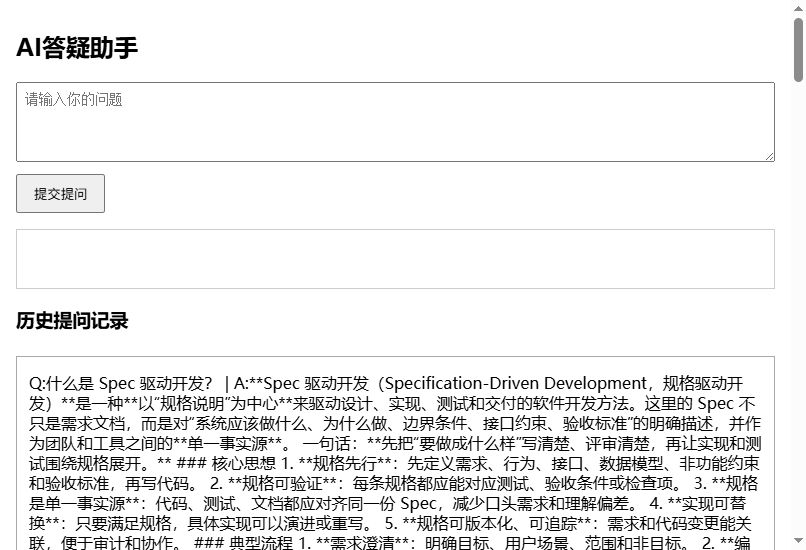 AI答疑助手
请输入你的问题
提交提问
历史提问记录
Q:什么是 Spec 驱动开发？ | A:**Spec 驱动开发（Specification-Driven Development，规格驱动开
发）**是一种**以“规格说明”为中心**来驱动设计、实现、测试和交付的软件开发方法。这里的 Spec 不
只是需求文档，而是对“系统应该做什么、为什么做、边界条件、接口约束、验收标准”的明确描述，并作
为团队和工具之间的**单一事实源**。 一句话：**先把“要做成什么样”写清楚、评审清楚，再让实现和测
试围绕规格展开。** ### 核心思想 1. **规格先行**：先定义需求、行为、接口、数据模型、非功能约束
和验收标准，再写代码。 2. **规格可验证**：每条规格都应能对应测试、验收条件或检查项。 3. **规格
是单一事实源**：代码、测试、文档都应对齐同一份 Spec，减少口头需求和理解偏差。 4. **实现可替
换**：只要满足规格，具体实现可以演进或重写。 5. **规格可版本化、可追踪**：需求和代码变更能关
联，便于审计和协作。 ### 典型流程 1. **需求澄清**：明确目标、用户场景、范围和非目标。 2. **编